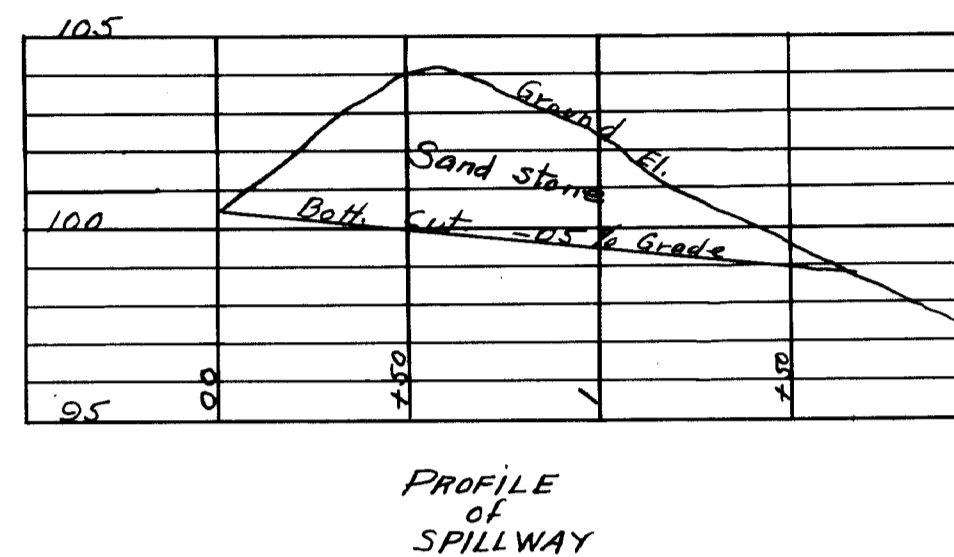 105
Ground El.
Sand stone
100
Bott. Cut -05 % Grade
00
+50
1
+50
95
PROFILE
of
SPILLWAY